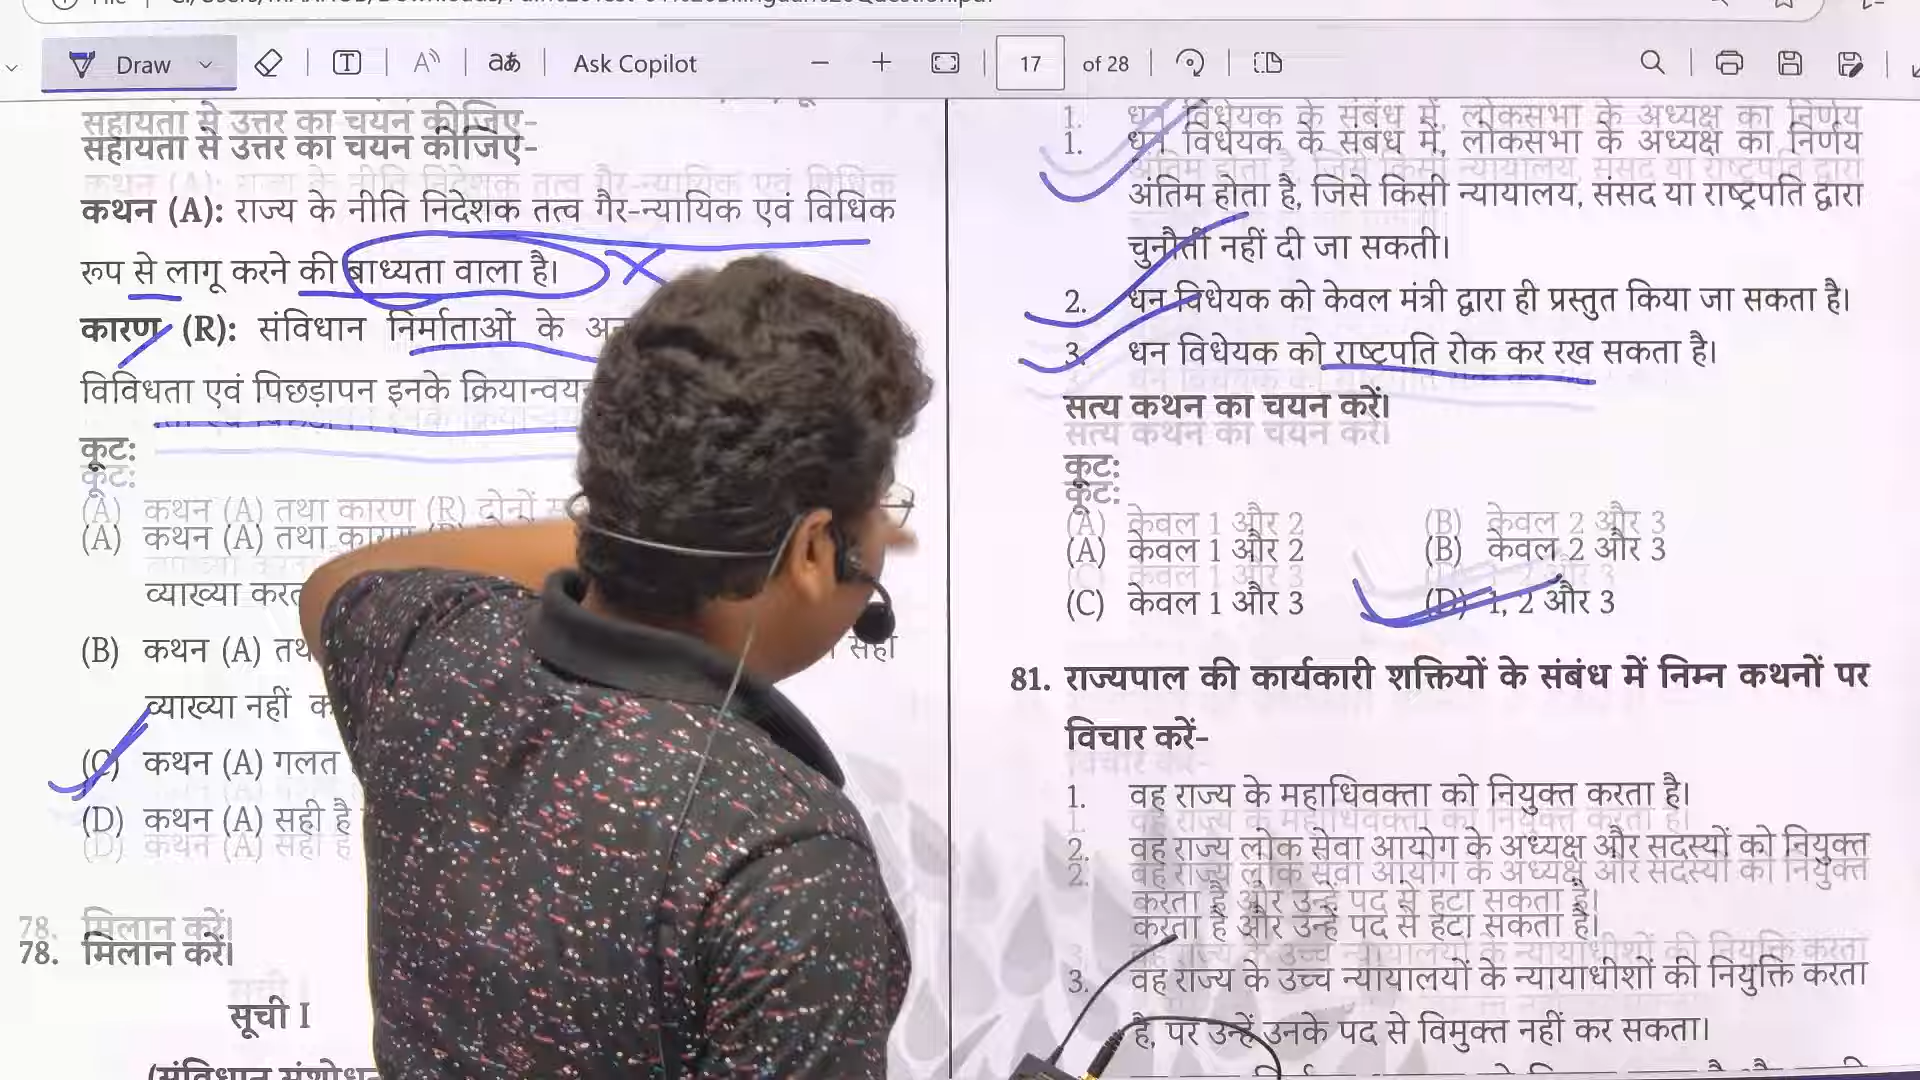 Draw
Ask Copilot
17 of 28
सहायता से उत्तर का चयन कीजिए-
कथन (A): राज्य के नीति निदेशक तत्व गैर-न्यायिक एवं विधिक
रूप से लागू करने की बाध्यता वाला है।
कारण (R): संविधान निर्माताओं के
विविधता एवं पिछड़ापन इनके
कूट:
(A) कथन (A) तथा कारण
व्याख्या
(B) कथन (A)
व्याख्या नहीं
(C) कथन (A) गलत
(D) कथन (A) सही है
78. मिलान करें।
सूची I
1. धन विधेयक के संबंध में, लोकसभा के अध्यक्ष का निर्णय
अंतिम होता है, जिसे किसी न्यायालय, संसद या राष्ट्रपति द्वारा
चुनौती नहीं दी जा सकती।
2. धन विधेयक को केवल मंत्री द्वारा ही प्रस्तुत किया जा सकता है।
3. धन विधेयक को राष्ट्रपति रोक कर रख सकता है।
सत्य कथन का चयन करें।
कूट:
(A) केवल 1 और 2 (B) केवल 2 और 3
(C) केवल 1 और 3 (D) 1, 2 और 3
81. राज्यपाल की कार्यकारी शक्तियों के संबंध में निम्न कथनों पर
विचार करें-
1. वह राज्य के महाधिवक्ता को नियुक्त करता है।
2. वह राज्य लोक सेवा आयोग के अध्यक्ष और सदस्यों को नियुक्त
करता है और उन्हें पद से हटा सकता है।
3. वह राज्य के उच्च न्यायालयों के न्यायाधीशों की नियुक्ति करता
है, पर उन्हें उनके पद से विमुक्त नहीं कर सकता।